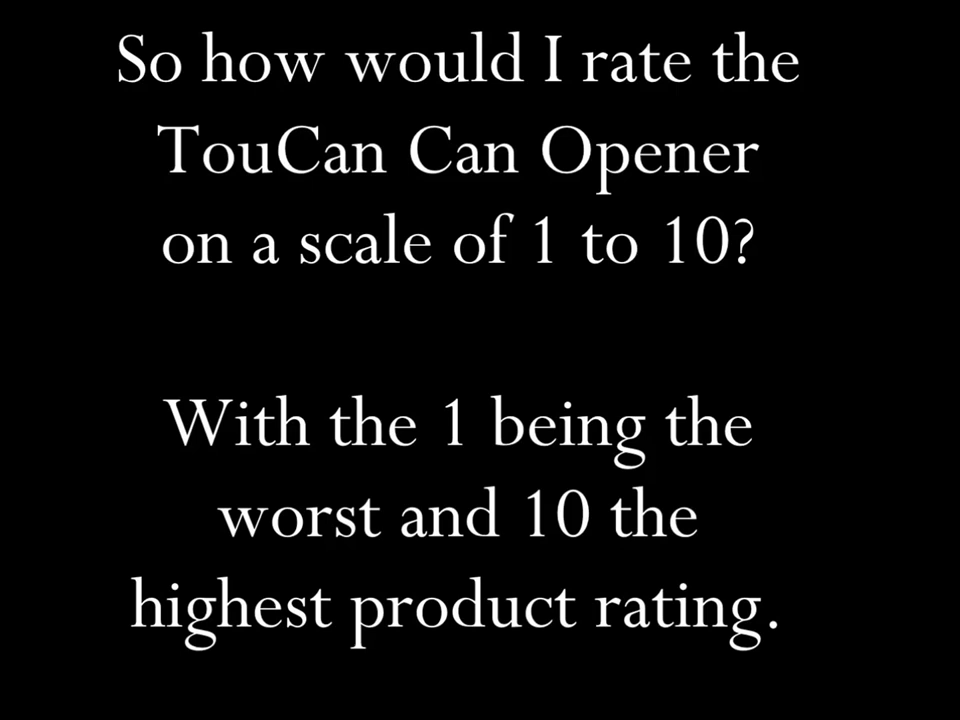 So how would I rate the
TouCan Can Opener
on a scale of 1 to 10?
With the 1 being the
worst and 10 the
highest product rating.